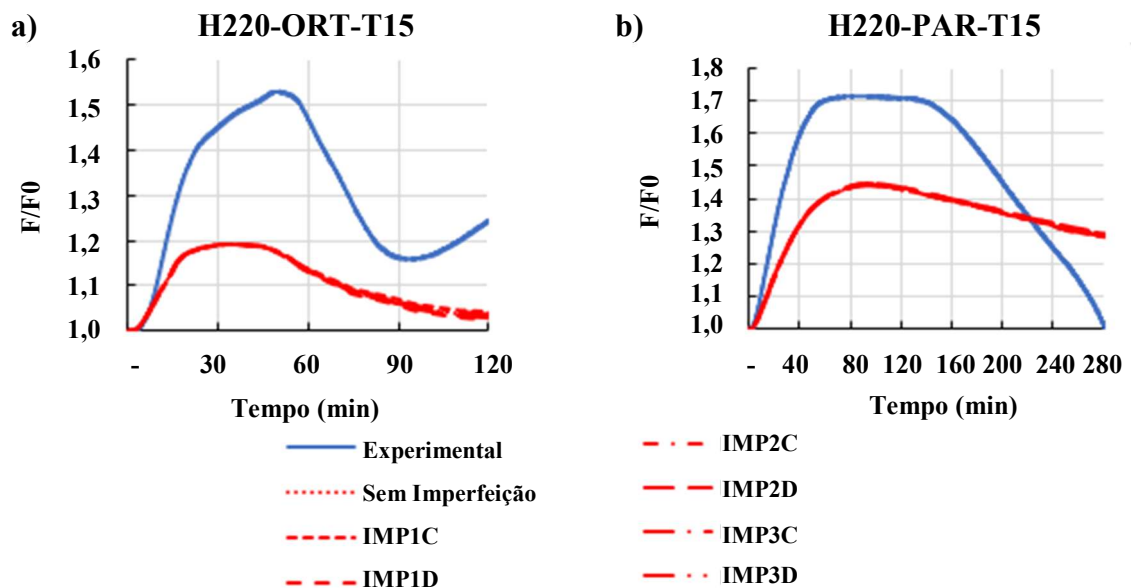 a) H220-ORT-T15
1,6
1,5
1,4
1,3
1,2
1,1
1,0
F/F0
- 30 60 90 120
Tempo (min)
b) H220-PAR-T15
1,8
1,7
1,6
1,5
1,4
1,3
1,2
1,1
1,0
F/F0
- 40 80 120 160 200 240 280
Tempo (min)
Experimental
Sem Imperfeição
IMP1C
IMP1D
IMP2C
IMP2D
IMP3C
IMP3D